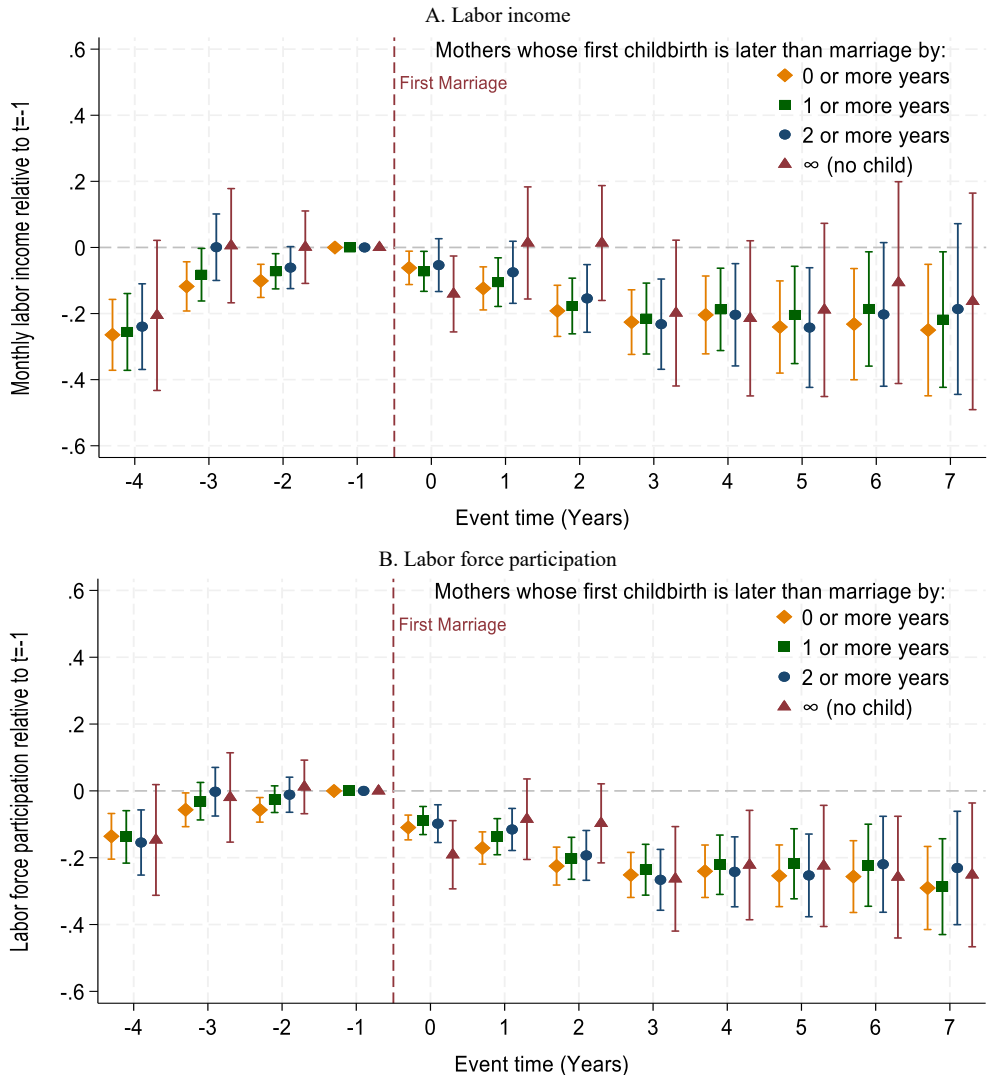 A. Labor income
Monthly labor income relative to t=-1
.6
.4
.2
0
-.2
-.4
-.6
Mothers whose first childbirth is later than marriage by:
0 or more years
1 or more years
2 or more years
∞ (no child)
First Marriage
-4 -3 -2 -1 0 1 2 3 4 5 6 7
Event time (Years)
B. Labor force participation
Labor force participation relative to t=-1
.6
.4
.2
0
-.2
-.4
-.6
Mothers whose first childbirth is later than marriage by:
0 or more years
1 or more years
2 or more years
∞ (no child)
First Marriage
-4 -3 -2 -1 0 1 2 3 4 5 6 7
Event time (Years)